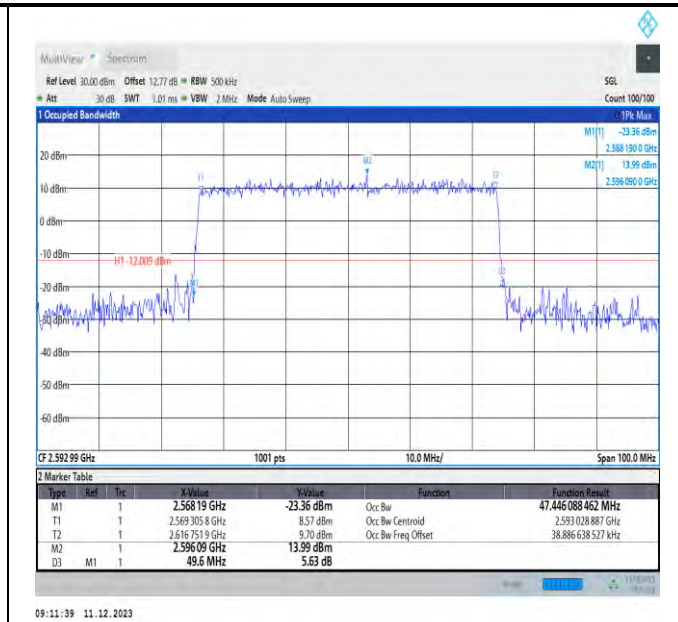 MultiView Spectrum
Ref Level 30.00 dBm Offset 12.77 dB RBW 500 kHz SGL
Att 30 dB SWT 1.01 ms VBW 2 MHz Mode Auto Sweep Count 100/100
1 Occupied Bandwidth 1Pk Max
M1[1] -23.36 dBm
2.568 190 0 GHz
M2[1] 13.99 dBm
2.596 090 0 GHz
20 dBm
M2
T1
T2
10 dBm
0 dBm
-10 dBm
H1 -12.009 dBm
D3
-20 dBm
M1
-30 dBm
-40 dBm
-50 dBm
-60 dBm
CF 2.592 99 GHz 1001 pts 10.0 MHz/ Span 100.0 MHz
2 Marker Table
Type Ref Trc X-Value Y-Value Function Function Result
M1 1 2.568 19 GHz -23.36 dBm Occ Bw 47.446 088 462 MHz
T1 1 2.569 305 8 GHz 8.57 dBm Occ Bw Centroid 2.593 028 887 GHz
T2 1 2.616 751 9 GHz 9.70 dBm Occ Bw Freq Offset 38.886 638 527 kHz
M2 1 2.596 09 GHz 13.99 dBm
D3 M1 1 49.6 MHz 5.63 dB
09:11:39 11.12.2023